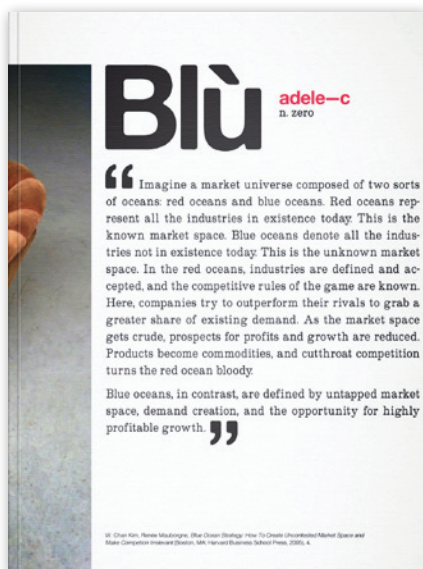 Blù
adele—c
n. zero
“ Imagine a market universe composed of two sorts
of oceans: red oceans and blue oceans. Red oceans rep-
resent all the industries in existence today. This is the
known market space. Blue oceans denote all the indus-
tries not in existence today. This is the unknown market
space. In the red oceans, industries are defined and ac-
cepted, and the competitive rules of the game are known.
Here, companies try to outperform their rivals to grab a
greater share of existing demand. As the market space
gets crude, prospects for profits and growth are reduced.
Products become commodities, and cutthroat competition
turns the red ocean bloody.
Blue oceans, in contrast, are defined by untapped market
space, demand creation, and the opportunity for highly
profitable growth. ”
W. Chan Kim, Renée Mauborgne, Blue Ocean Strategy: How To Create Uncontested Market Space and
Make Competition Irrelevant (Boston, MA: Harvard Business School Press, 2005), 4.